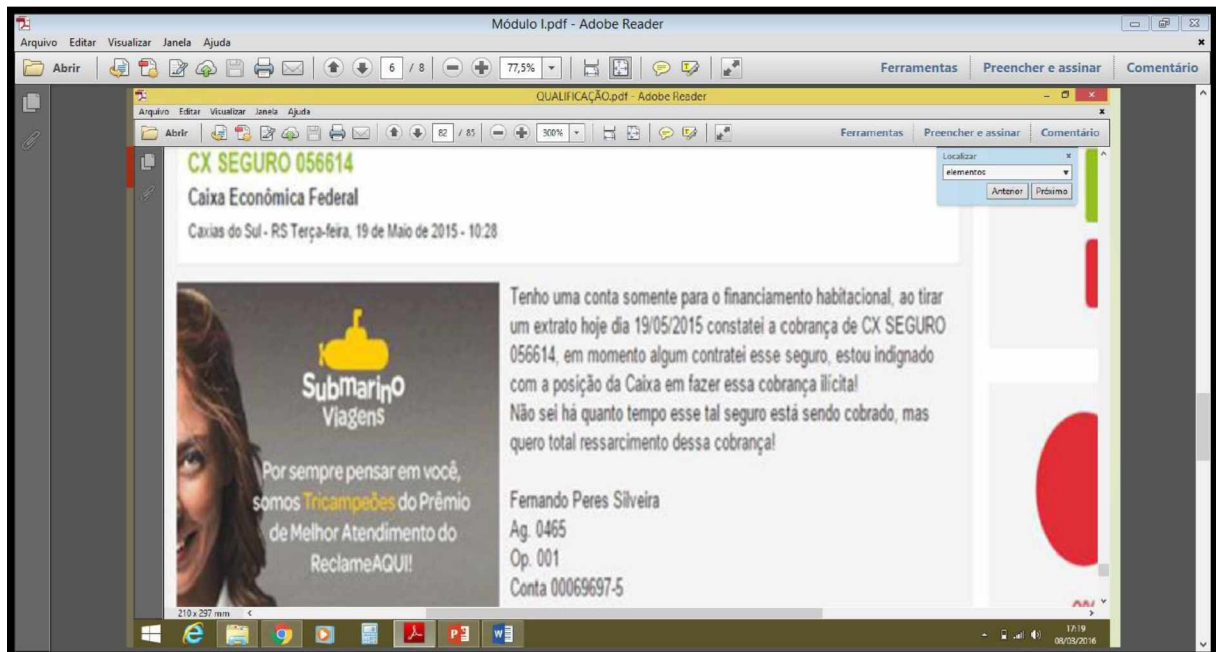 Módulo I.pdf - Adobe Reader
Arquivo Editar Visualizar Janela Ajuda
Abrir 6 / 8 77,5% Ferramentas Preencher e assinar Comentário
QUALIFICAÇÃO.pdf - Adobe Reader
Arquivo Editar Visualizar Janela Ajuda
Abrir 82 / 85 300% Ferramentas Preencher e assinar Comentário
Localizar
elementos
Anterior Próximo
CX SEGURO 056614
Caixa Econômica Federal
Caxias do Sul - RS Terça-feira, 19 de Maio de 2015 - 10:28
Submarino
Viagens
Por sempre pensar em você,
somos Tricampeões do Prêmio
de Melhor Atendimento do
ReclameAQUI!
Tenho uma conta somente para o financiamento habitacional, ao tirar
um extrato hoje dia 19/05/2015 constatei a cobrança de CX SEGURO
056614, em momento algum contratei esse seguro, estou indignado
com a posição da Caixa em fazer essa cobrança ilícita!
Não sei há quanto tempo esse tal seguro está sendo cobrado, mas
quero total ressarcimento dessa cobrança!
Fernando Peres Silveira
Ag. 0465
Op. 001
Conta 00069697-5
210 x 297 mm
17:19
08/03/2016